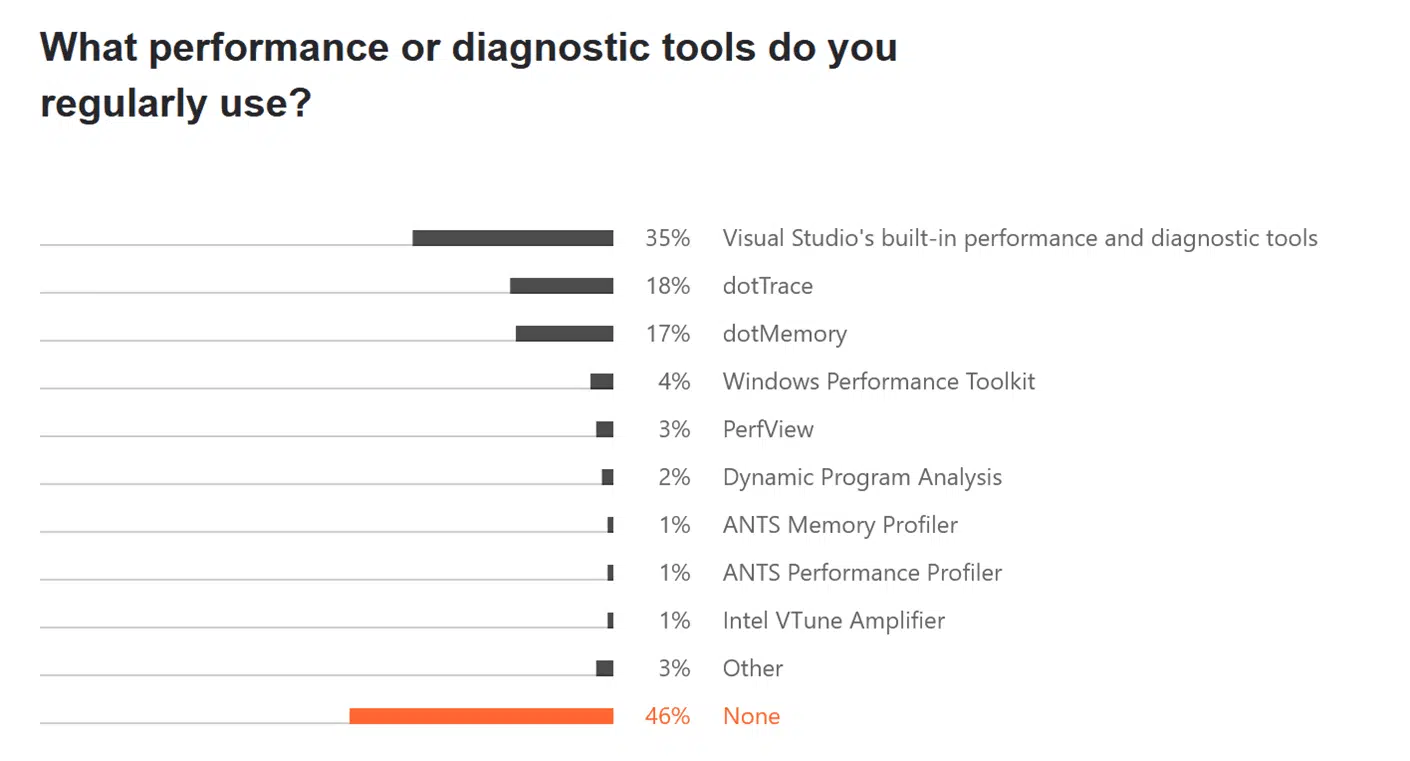 What performance or diagnostic tools do you
regularly use?
35% Visual Studio's built-in performance and diagnostic tools
18% dotTrace
17% dotMemory
4% Windows Performance Toolkit
3% PerfView
2% Dynamic Program Analysis
1% ANTS Memory Profiler
1% ANTS Performance Profiler
1% Intel VTune Amplifier
3% Other
46% None